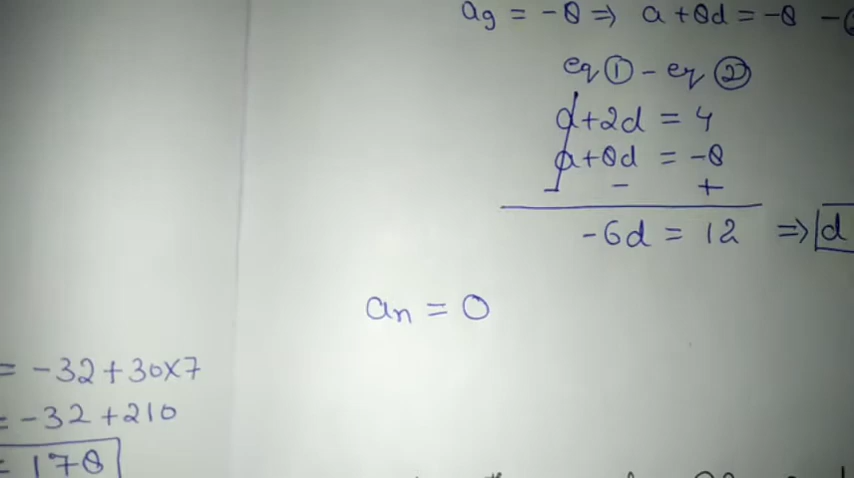 a₉ = -8 ⇒ a + 8d = -8 -
eq ① - eq ②
a + 2d = 4
a + 8d = -8
- - +
-6d = 12 ⇒ d
aₙ = 0
= -32 + 30×7
= -32 + 210
= 178